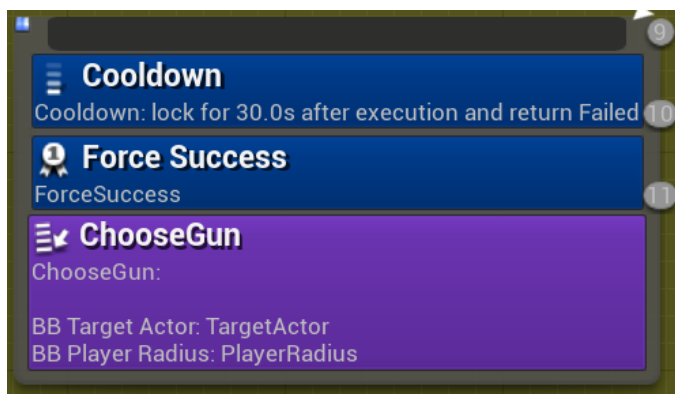 9
Cooldown
Cooldown: lock for 30.0s after execution and return Failed
10
1
Force Success
ForceSuccess
11
ChooseGun
ChooseGun:
BB Target Actor: TargetActor
BB Player Radius: PlayerRadius